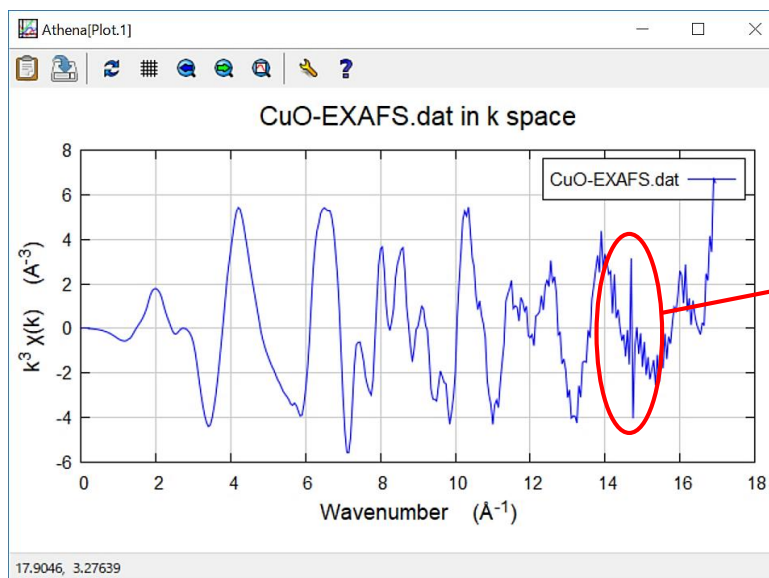 Athena[Plot.1]
CuO-EXAFS.dat in k space
CuO-EXAFS.dat
k³ χ(k) (Å⁻³)
8
6
4
2
0
-2
-4
-6
0 2 4 6 8 10 12 14 16 18
Wavenumber (Å⁻¹)
17.9046, 3.27639